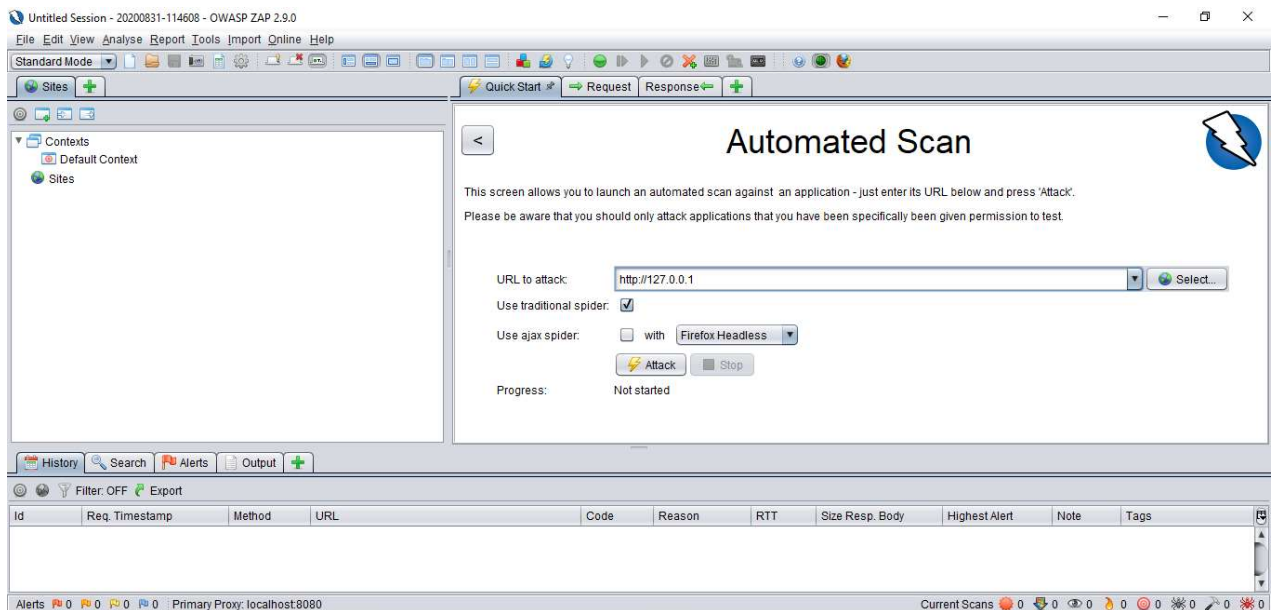 Untitled Session - 20200831-114608 - OWASP ZAP 2.9.0
File Edit View Analyse Report Tools Import Online Help
Standard Mode
Sites
Quick Start Request Response
Contexts
Default Context
Sites
<
Automated Scan
This screen allows you to launch an automated scan against an application - just enter its URL below and press 'Attack'.
Please be aware that you should only attack applications that you have been specifically been given permission to test.
URL to attack: http://127.0.0.1 Select...
Use traditional spider:
Use ajax spider: with Firefox Headless
Attack Stop
Progress: Not started
History Search Alerts Output
Filter: OFF Export
Id Req. Timestamp Method URL Code Reason RTT Size Resp. Body Highest Alert Note Tags
Alerts 0 0 0 0 Primary Proxy: localhost:8080 Current Scans 0 0 0 0 0 0 0 0